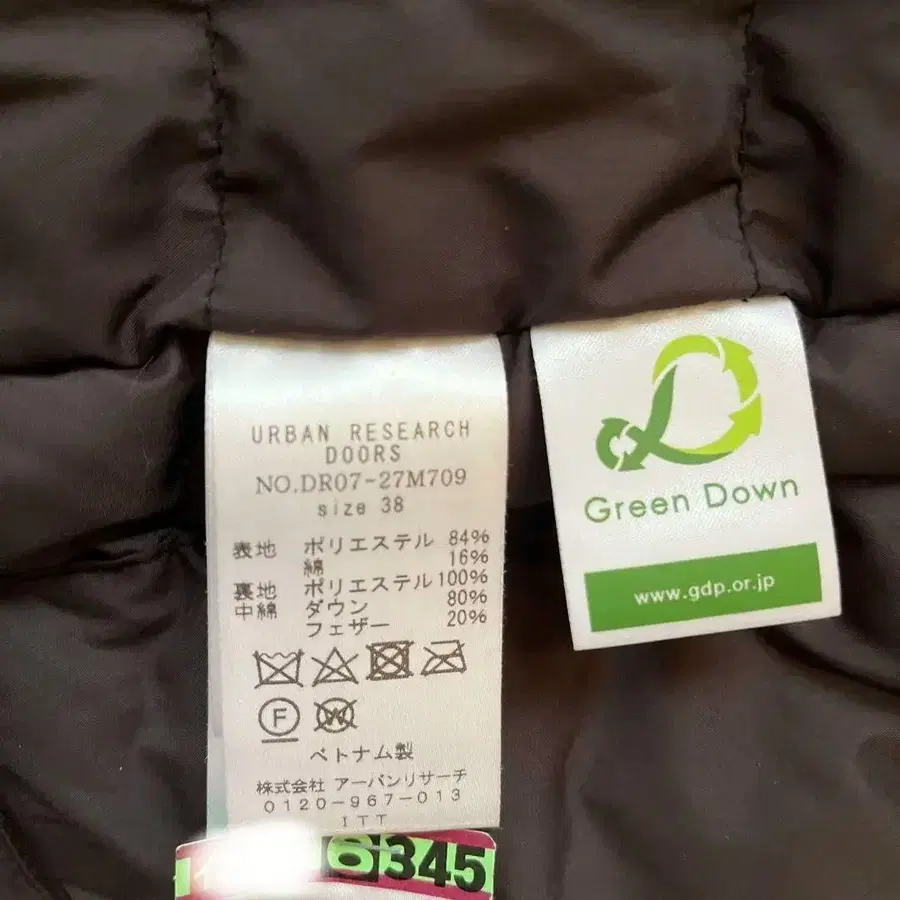 URBAN RESEARCH
DOORS
NO.DR07-27M709
size 38
表地 ポリエステル 84%
綿 16%
裏地 ポリエステル 100%
中綿 ダウン 80%
フェザー 20%
F
W
ベトナム製
株式会社 アーバンリサーチ
0120-967-013
ITT
Green Down
www.gdp.or.jp
6345